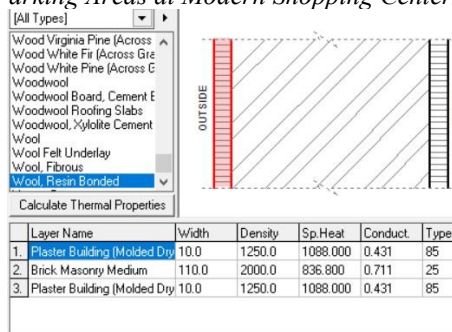 arking Areas at Modern Shopping Center
[All Types]
Wood Virginia Pine (Across
Wood White Fir (Across Gra
Wood White Pine (Across G
Woodwool
Woodwool Board, Cement B
Woodwool Roofing Slabs
Woodwool, Xylolite Cement
Wool
Wool Felt Underlay
Wool, Fibrous
Wool, Resin Bonded
Calculate Thermal Properties
OUTSIDE
Layer Name Width Density Sp.Heat Conduct. Type
1. Plaster Building (Molded Dry 10.0 1250.0 1088.000 0.431 85
2. Brick Masonry Medium 110.0 2000.0 836.800 0.711 25
3. Plaster Building (Molded Dry 10.0 1250.0 1088.000 0.431 85